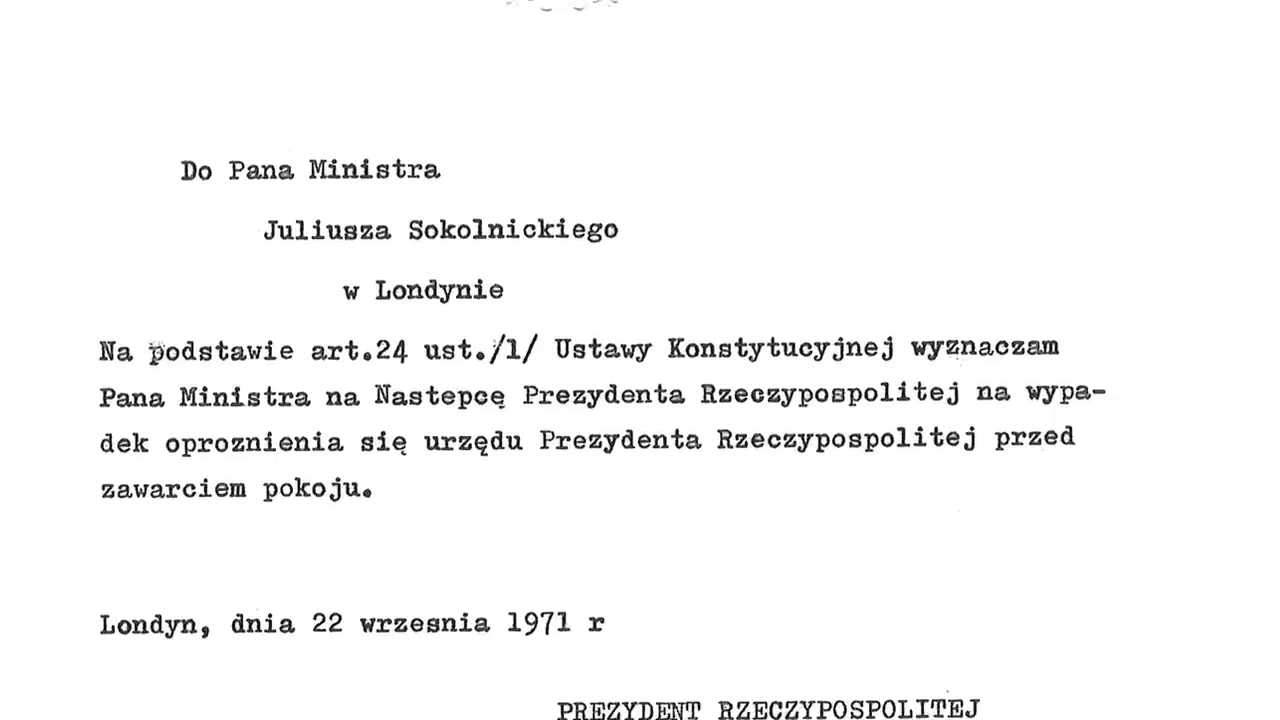 Do Pana Ministra
Juliusza Sokolnickiego
w Londynie
Na podstawie art.24 ust./1/ Ustawy Konstytucyjnej wyznaczam
Pana Ministra na Nastepcę Prezydenta Rzeczypospolitej na wypa-
dek oproznienia się urzędu Prezydenta Rzeczypospolitej przed
zawarciem pokoju.
Londyn, dnia 22 wrzesnia 1971 r
PREZYDENT RZECZYPOSPOLITEJ